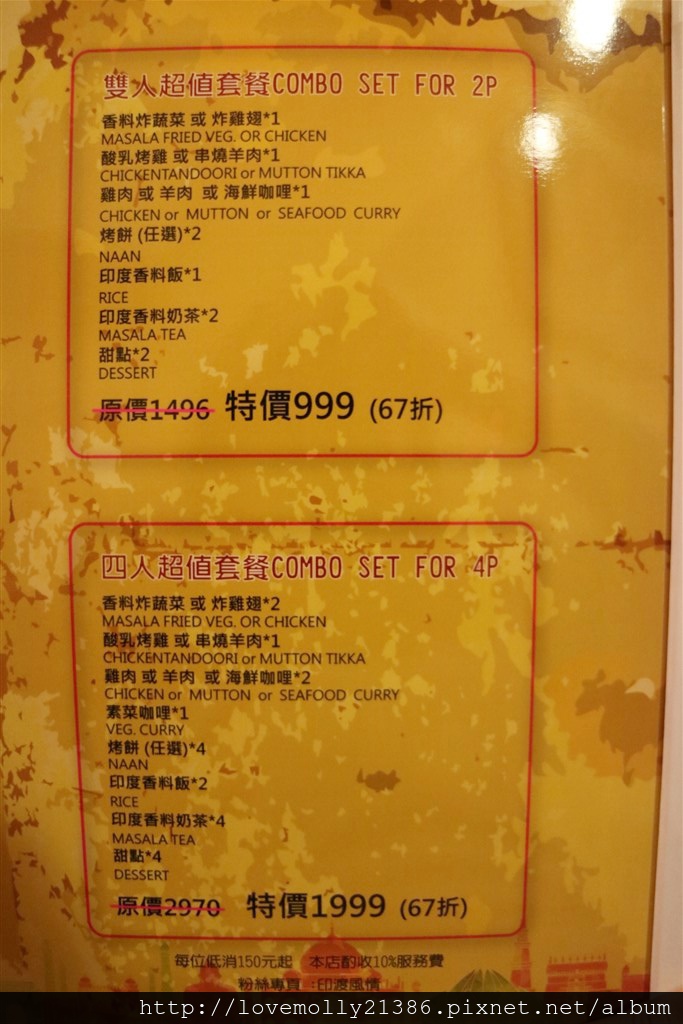 雙人超值套餐COMBO SET FOR 2P
香料炸蔬菜 或 炸雞翅*1
MASALA FRIED VEG. OR CHICKEN
酸乳烤雞 或 串燒羊肉*1
CHICKENTANDOORI or MUTTON TIKKA
雞肉 或 羊肉 或 海鮮咖哩*1
CHICKEN or MUTTON or SEAFOOD CURRY
烤餅 (任選)*2
NAAN
印度香料飯*1
RICE
印度香料奶茶*2
MASALA TEA
甜點*2
DESSERT
原價1496 特價999 (67折)
四人超值套餐COMBO SET FOR 4P
香料炸蔬菜 或 炸雞翅*2
MASALA FRIED VEG. OR CHICKEN
酸乳烤雞 或 串燒羊肉*1
CHICKENTANDOORI or MUTTON TIKKA
雞肉 或 羊肉 或 海鮮咖哩*2
CHICKEN or MUTTON or SEAFOOD CURRY
素菜咖哩*1
VEG. CURRY
烤餅 (任選)*4
NAAN
印度香料飯*2
RICE
印度香料奶茶*4
MASALA TEA
甜點*4
DESSERT
原價2970 特價1999 (67折)
每位低消150元起 本店酌收10%服務費
粉絲專頁 :印渡風情
http://lovemolly21386.pixnet.net/album